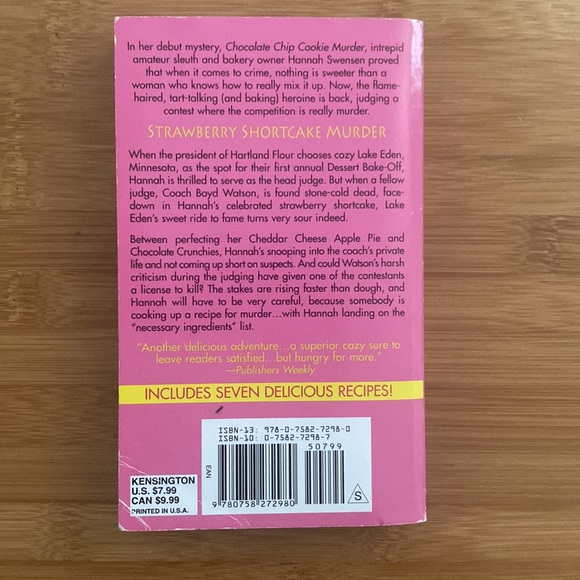 In her debut mystery, Chocolate Chip Cookie Murder, intrepid
amateur sleuth and bakery owner Hannah Swensen proved
that when it comes to crime, nothing is sweeter than a
woman who knows how to really mix it up. Now, the flame-
haired, tart-talking (and baking) heroine is back, judging a
contest where the competition is really murder.
STRAWBERRY SHORTCAKE MURDER
When the president of Hartland Flour chooses cozy Lake Eden,
Minnesota, as the spot for their first annual Dessert Bake-Off,
Hannah is thrilled to serve as the head judge. But when a fellow
judge, Coach Boyd Watson, is found stone-cold dead, face-
down in Hannah's celebrated strawberry shortcake, Lake
Eden's sweet ride to fame turns very sour indeed.
Between perfecting her Cheddar Cheese Apple Pie and
Chocolate Crunchies, Hannah's snooping into the coach's private
life and not coming up short on suspects. And could Watson's harsh
criticism during the judging have given one of the contestants
a license to kill? The stakes are rising faster than dough, and
Hannah will have to be very careful, because somebody is
cooking up a recipe for murder...with Hannah landing on the
"necessary ingredients" list.
"Another delicious adventure...a superior cozy sure to
leave readers satisfied...but hungry for more."
—Publishers Weekly
INCLUDES SEVEN DELICIOUS RECIPES!
ISBN-13: 978-0-7582-7298-0
ISBN-10: 0-7582-7298-7
50799
EAN
9 780758 272980
S
KENSINGTON
U.S. $7.99
CAN $9.99
PRINTED IN U.S.A.